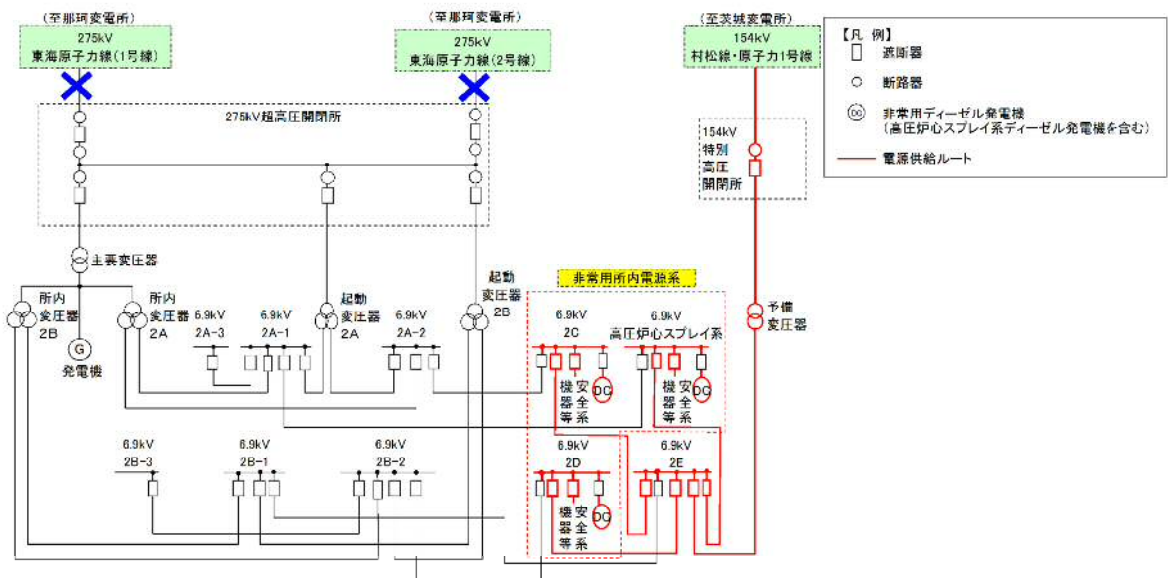 (至那珂変電所)
275kV
東海原子力線(1号線)
(至那珂変電所)
275kV
東海原子力線(2号線)
(至茨城変電所)
154kV
村松線・原子力1号線
【凡 例】
遮断器
断路器
DG
非常用ディーゼル発電機
(高圧炉心スプレイ系ディーゼル発電機を含む)
電源供給ルート
275kV超高圧開閉所
154kV
特別
高圧
開閉所
主要変圧器
所内
変圧器
2B
所内
変圧器
2A
G
発電機
6.9kV
2A-3
6.9kV
2A-1
起動
変圧器
2A
6.9kV
2A-2
起動
変圧器
2B
非常用所内電源系
6.9kV
2C
安全系
機器等
DG
6.9kV
高圧炉心スプレイ系
安全系
機器等
DG
予備
変圧器
6.9kV
2B-3
6.9kV
2B-1
6.9kV
2B-2
6.9kV
2D
安全系
機器等
DG
6.9kV
2E